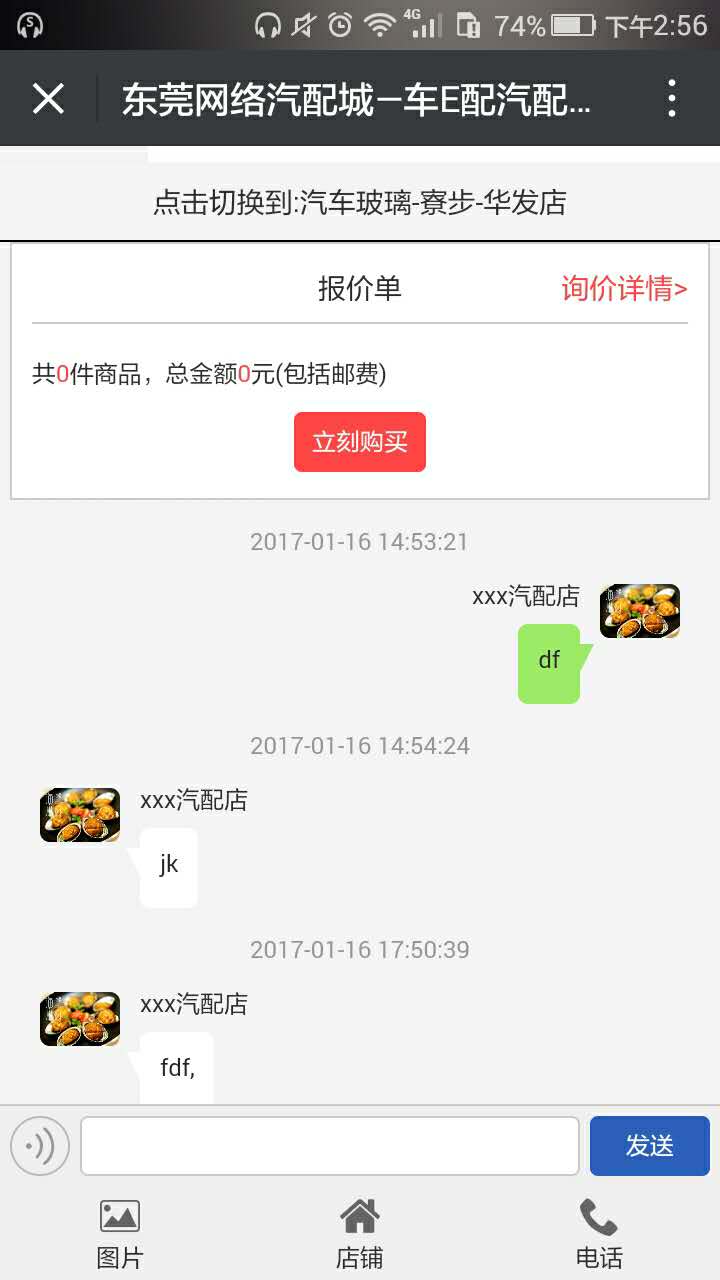 4G 74% 下午2:56
东莞网络汽配城—车E配汽配...
点击切换到:汽车玻璃-寮步-华发店
报价单 询价详情>
共0件商品，总金额0元(包括邮费)
立刻购买
2017-01-16 14:53:21
xxx汽配店
df
2017-01-16 14:54:24
xxx汽配店
jk
2017-01-16 17:50:39
xxx汽配店
fdf,
发送
图片 店铺 电话